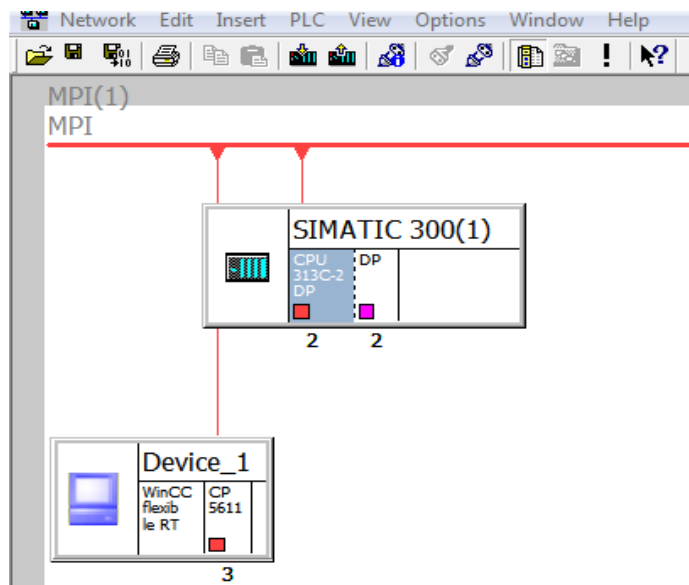 Network Edit Insert PLC View Options Window Help
MPI(1)
MPI
SIMATIC 300(1)
CPU
313C-2
DP
DP
2
2
Device_1
WinCC
flexib
le RT
CP
5611
3